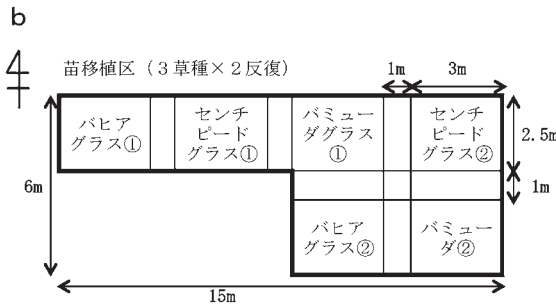 b
苗移植区（３草種×２反復）
1m
3m
バヒア
グラス①
センチ
ピード
グラス①
バミュー
ダグラス
①
センチ
ピード
グラス②
2.5m
6m
1m
バヒア
グラス②
バミュー
ダ②
15m